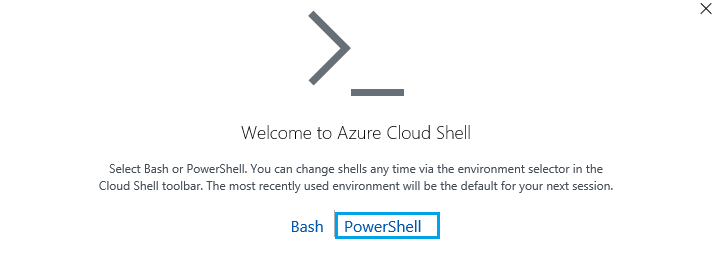 Welcome to Azure Cloud Shell
Select Bash or PowerShell. You can change shells any time via the environment selector in the
Cloud Shell toolbar. The most recently used environment will be the default for your next session.
Bash PowerShell